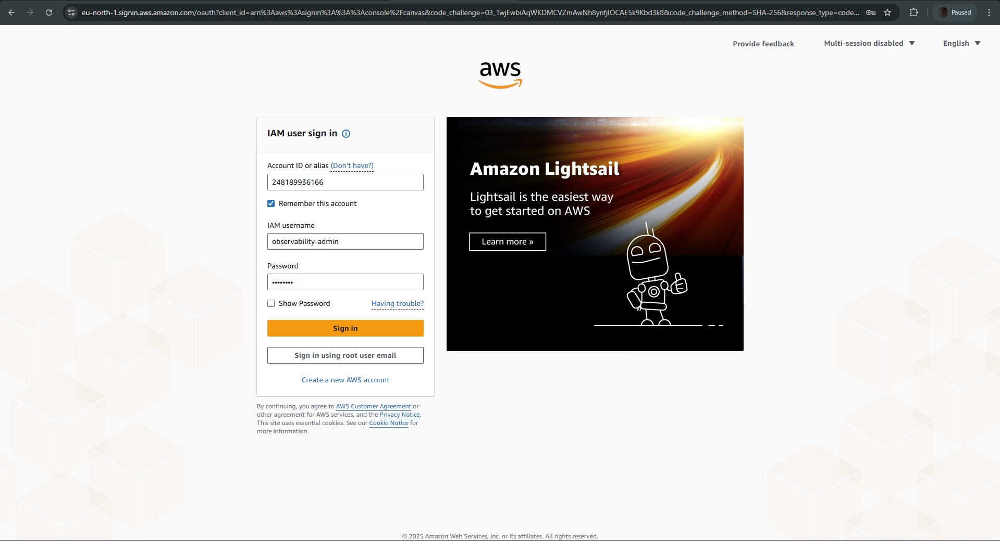 eu-north-1.signin.aws.amazon.com/oauth?client_id=arn%3Aaws%3Asignin%3A%3A%3Aconsole%2Fcanvas&code_challenge=03_TwjEwbiAqWKDMCVZmAwNh8ynfjIOCAE5k9Kbd3k88&code_challenge_method=SHA-256&response_type=code...
Paused
Provide feedback
Multi-session disabled
English
aws
IAM user sign in
Account ID or alias (Don't have?)
248189936166
Remember this account
IAM username
observability-admin
Password
••••••••
Show Password
Having trouble?
Sign in
Sign in using root user email
Create a new AWS account
By continuing, you agree to AWS Customer Agreement or
other agreement for AWS services, and the Privacy Notice.
This site uses essential cookies. See our Cookie Notice for
more information.
Amazon Lightsail
Lightsail is the easiest way
to get started on AWS
Learn more »
© 2025 Amazon Web Services, Inc. or its affiliates. All rights reserved.